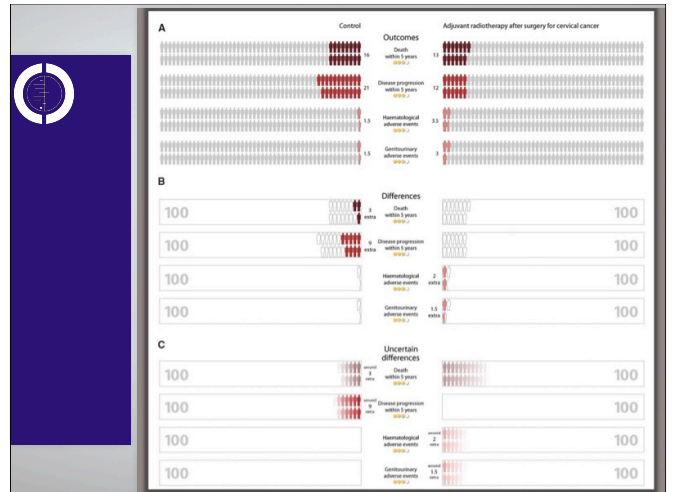 A
Control
Adjuvant radiotherapy after surgery for cervical cancer
Outcomes
16
Death
within 5 years
13
21
Disease progression
within 5 years
12
1.5
Haematological
adverse events
3.5
1.5
Genitourinary
adverse events
3
B
Differences
100
3
extra
Death
within 5 years
100
100
9
extra
Disease progression
within 5 years
100
Haematological
adverse events
2
extra
100
100
Genitourinary
adverse events
1.5
extra
100
100
C
Uncertain
differences
100
around
3
extra
Death
within 5 years
100
100
around
9
extra
Disease progression
within 5 years
100
100
Haematological
adverse events
around
2
extra
100
100
Genitourinary
adverse events
around
1.5
extra
100